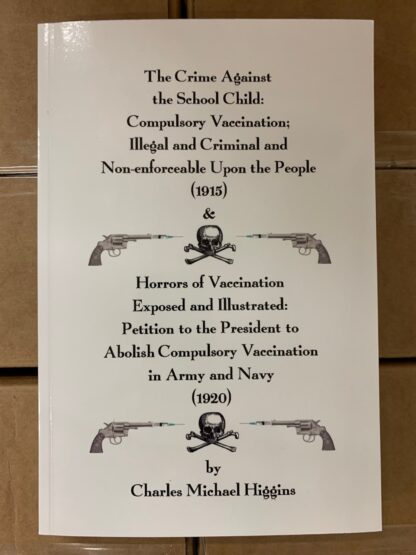 The Crime Against
the School Child:
Compulsory Vaccination;
Illegal and Criminal and
Non-enforceable Upon the People
(1915)
&
Horrors of Vaccination
Exposed and Illustrated:
Petition to the President to
Abolish Compulsory Vaccination
in Army and Navy
(1920)
by
Charles Michael Higgins